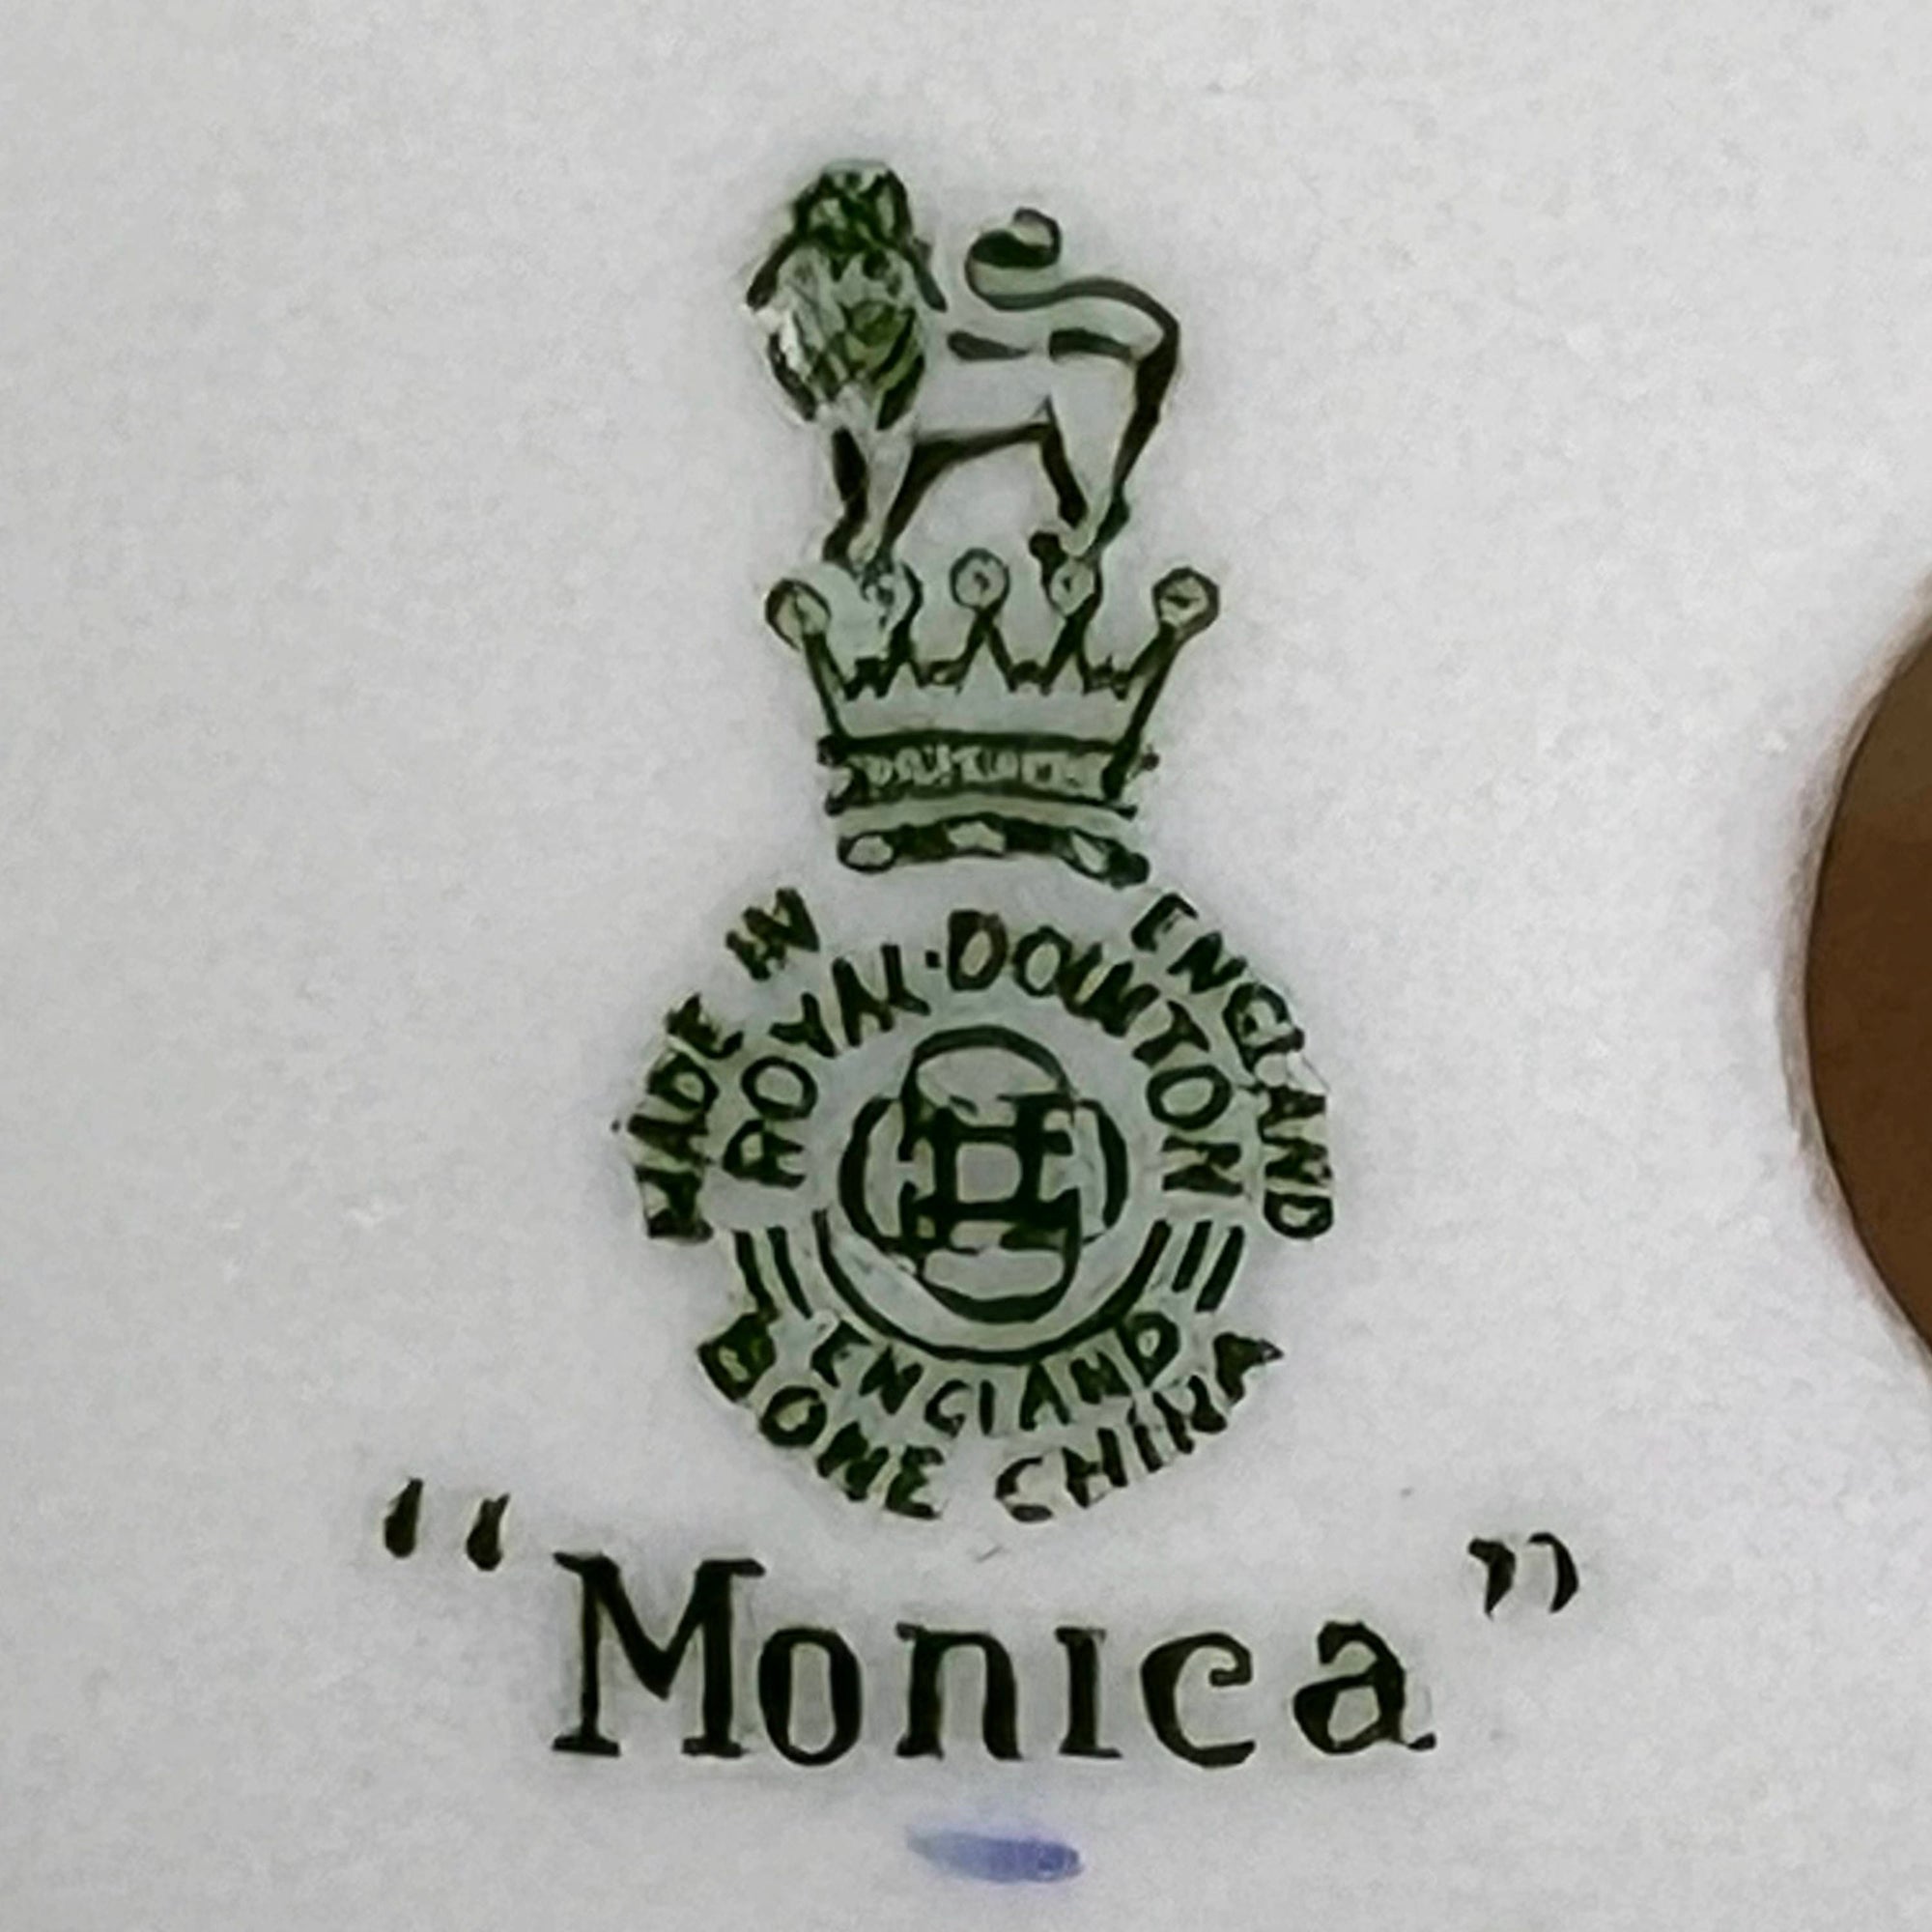 MADE IN ENGLAND
ROYAL·DOULTON
ENGLAND
BONE CHINA
“Monica”